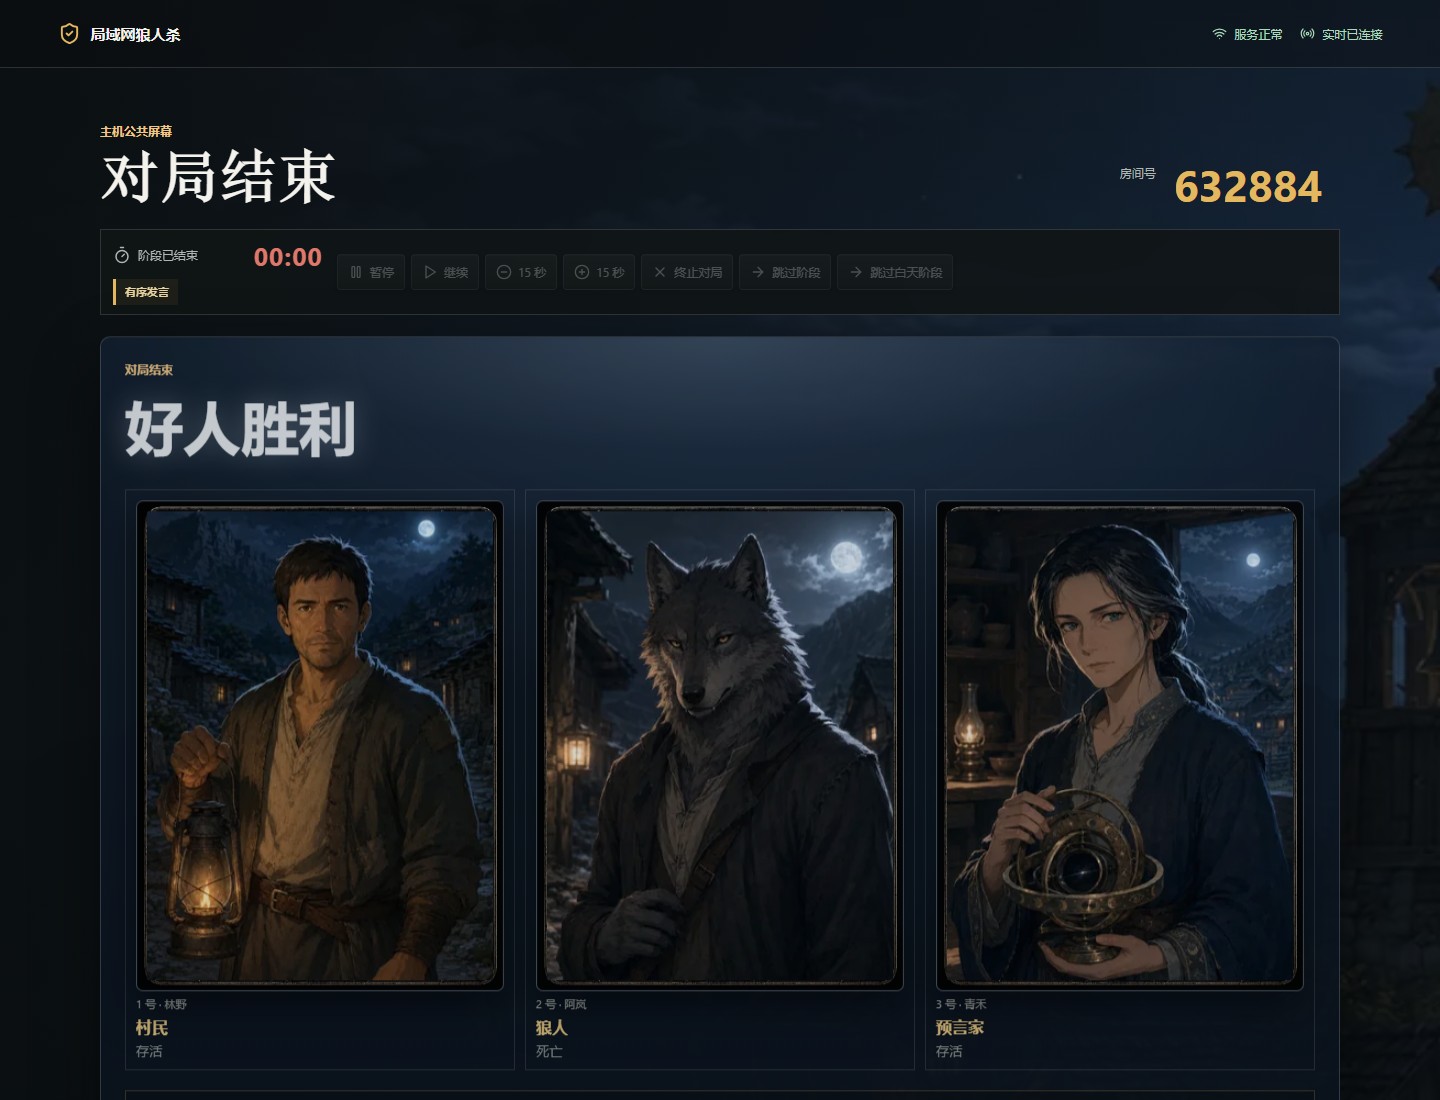 局域网狼人杀
服务正常 实时已连接
主机公共屏幕
对局结束
房间号 632884
阶段已结束 00:00
暂停 继续 15 秒 15 秒 终止对局 跳过阶段 跳过白天阶段
有序发言
对局结束
好人胜利
1 号 · 林野
村民
存活
2 号 · 阿岚
狼人
死亡
3 号 · 青禾
预言家
存活